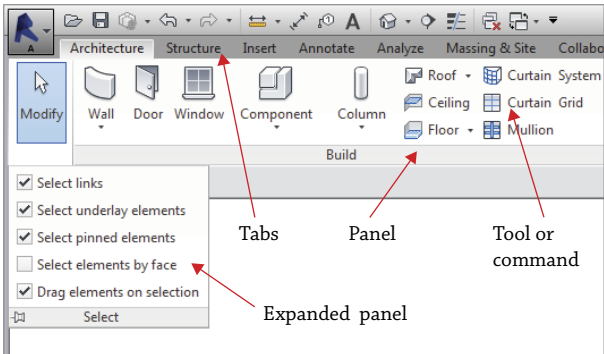 A
A
Architecture Structure Insert Annotate Analyze Massing & Site Collabo
Modify
Wall
Door
Window
Component
Column
Roof
Ceiling
Floor
Curtain System
Curtain Grid
Mullion
Build
Select links
Select underlay elements
Select pinned elements
Select elements by face
Drag elements on selection
Select
Tabs
Panel
Tool or
command
Expanded panel